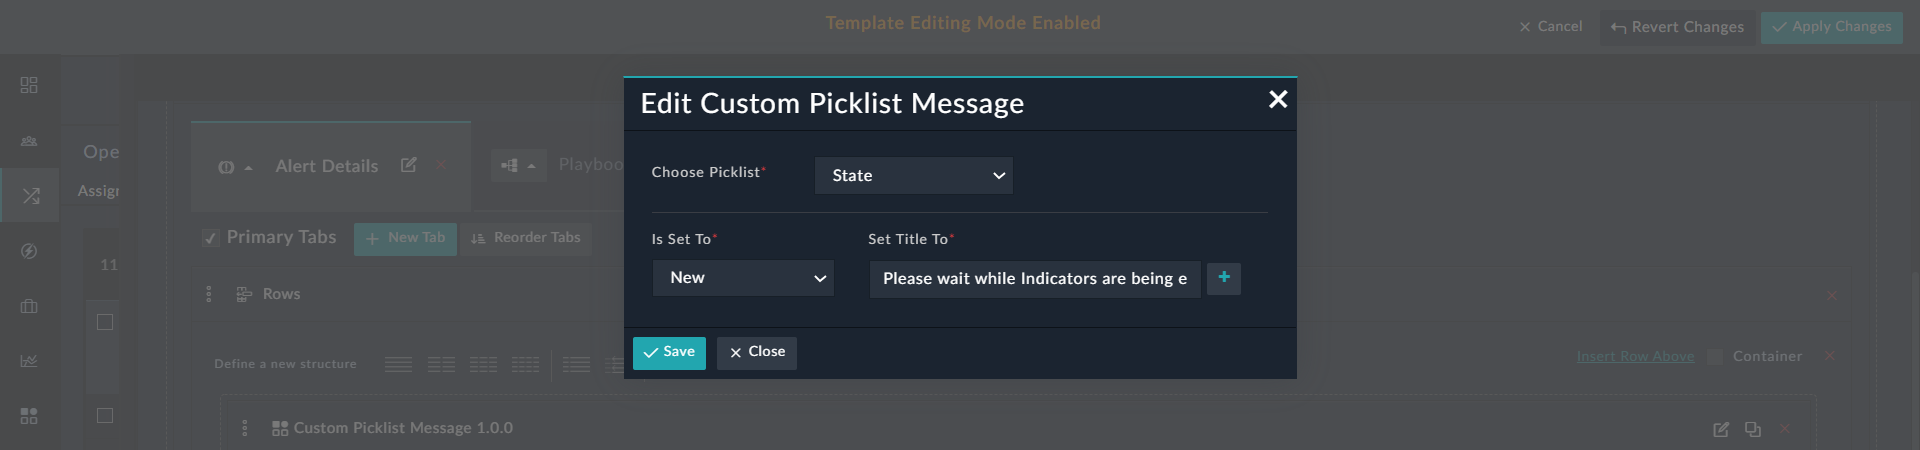 Template Editing Mode Enabled
Cancel
Revert Changes
Apply Changes
Edit Custom Picklist Message
Ope
Alert Details
Playboo
Choose Picklist*
State
Assign
Primary Tabs
New Tab
Reorder Tabs
Is Set To*
Set Title To*
11
New
Please wait while Indicators are being e
Rows
Save
Close
Define a new structure
Insert Row Above
Container
Custom Picklist Message 1.0.0